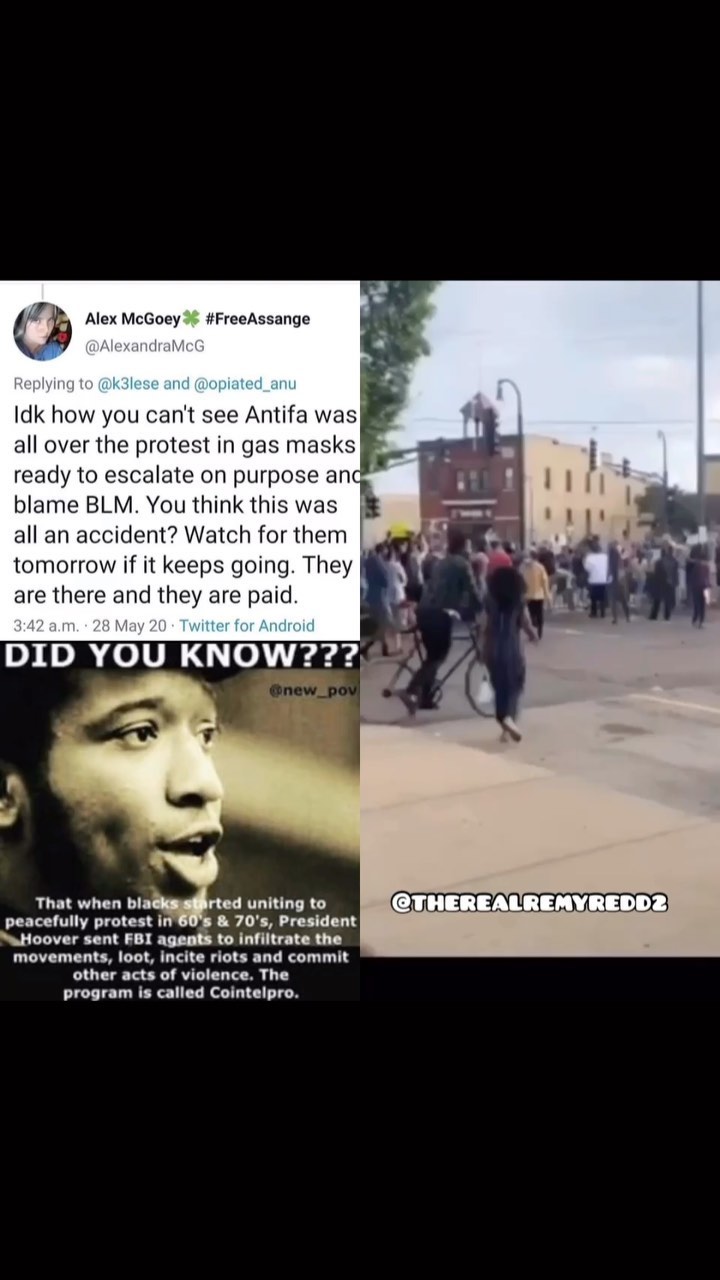 Alex McGoey🍀 #FreeAssange
@AlexandraMcG
Replying to @k3lese and @opiated_anu
Idk how you can't see Antifa was
all over the protest in gas masks
ready to escalate on purpose and
blame BLM. You think this was
all an accident? Watch for them
tomorrow if it keeps going. They
are there and they are paid.
3:42 a.m. · 28 May 20 · Twitter for Android
DID YOU KNOW???
@new_pov
That when blacks started uniting to
peacefully protest in 60's & 70's, President
Hoover sent FBI agents to infiltrate the
movements, loot, incite riots and commit
other acts of violence. The
program is called Cointelpro.
@THEREALREMYREDD2